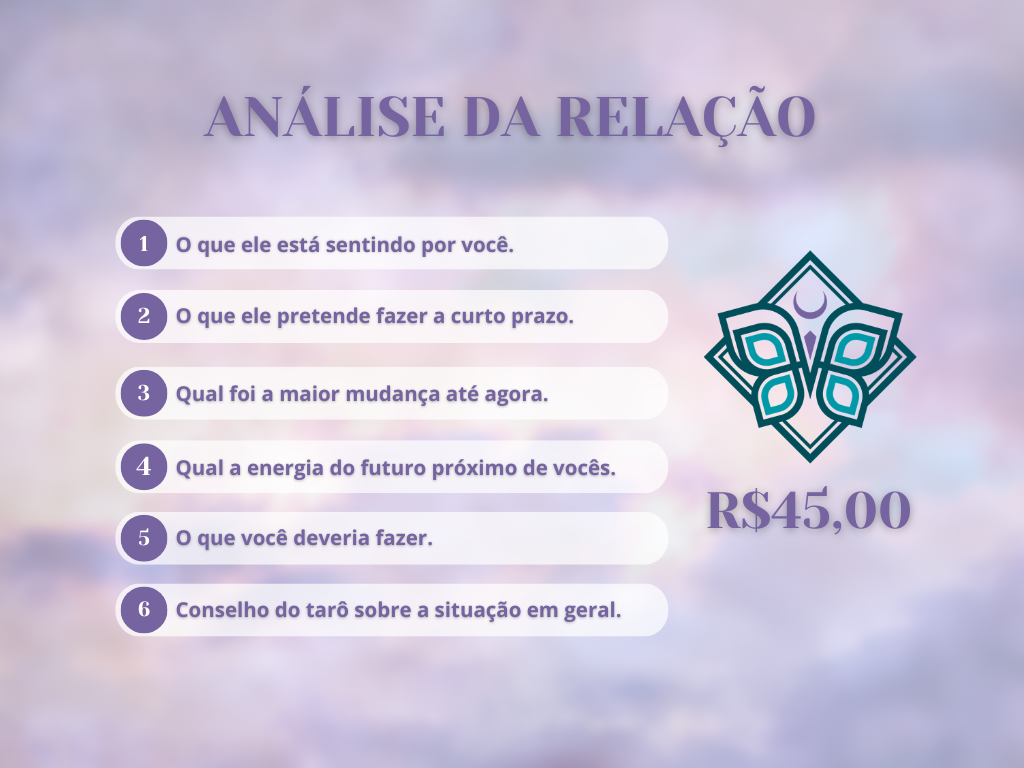 ANÁLISE DA RELAÇÃO
1 O que ele está sentindo por você.
2 O que ele pretende fazer a curto prazo.
3 Qual foi a maior mudança até agora.
4 Qual a energia do futuro próximo de vocês.
5 O que você deveria fazer.
6 Conselho do tarô sobre a situação em geral.
R$45,00